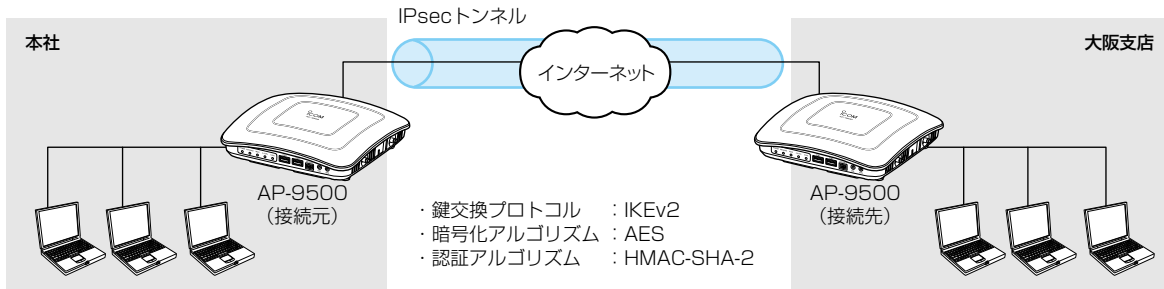 IPsecトンネル
本社
大阪支店
インターネット
ICOM
ICOM
AP-9500
（接続元）
AP-9500
（接続先）
・鍵交換プロトコル　：IKEv2
・暗号化アルゴリズム：AES
・認証アルゴリズム　：HMAC-SHA-2